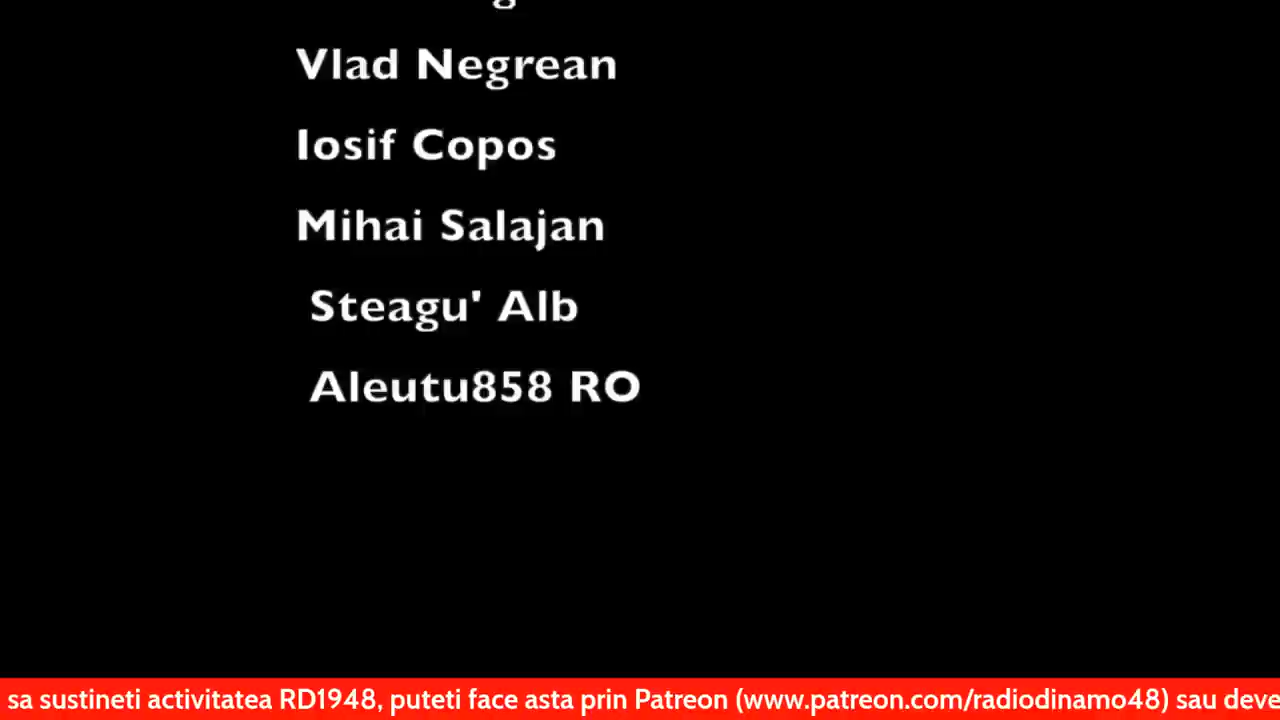 Vlad Negrean
Iosif Copos
Mihai Salajan
Steagu' Alb
Aleutu858 RO
sa sustineti activitatea RD1948, puteti face asta prin Patreon (www.patreon.com/radiodinamo48) sau deve